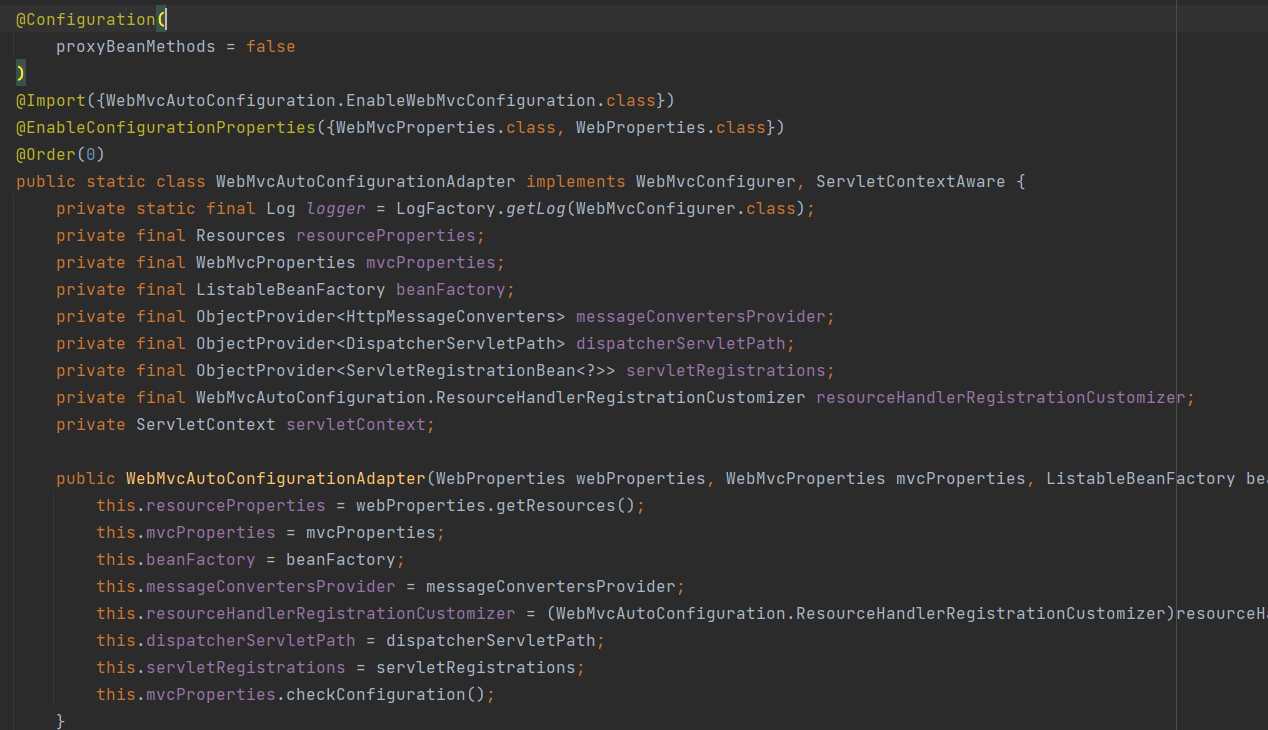 @Configuration(
    proxyBeanMethods = false
)
@Import({WebMvcAutoConfiguration.EnableWebMvcConfiguration.class})
@EnableConfigurationProperties({WebMvcProperties.class, WebProperties.class})
@Order(0)
public static class WebMvcAutoConfigurationAdapter implements WebMvcConfigurer, ServletContextAware {
    private static final Log logger = LogFactory.getLog(WebMvcConfigurer.class);
    private final Resources resourceProperties;
    private final WebMvcProperties mvcProperties;
    private final ListableBeanFactory beanFactory;
    private final ObjectProvider<HttpMessageConverters> messageConvertersProvider;
    private final ObjectProvider<DispatcherServletPath> dispatcherServletPath;
    private final ObjectProvider<ServletRegistrationBean<?>> servletRegistrations;
    private final WebMvcAutoConfiguration.ResourceHandlerRegistrationCustomizer resourceHandlerRegistrationCustomizer;
    private ServletContext servletContext;

    public WebMvcAutoConfigurationAdapter(WebProperties webProperties, WebMvcProperties mvcProperties, ListableBeanFactory be
        this.resourceProperties = webProperties.getResources();
        this.mvcProperties = mvcProperties;
        this.beanFactory = beanFactory;
        this.messageConvertersProvider = messageConvertersProvider;
        this.resourceHandlerRegistrationCustomizer = (WebMvcAutoConfiguration.ResourceHandlerRegistrationCustomizer)resourceH
        this.dispatcherServletPath = dispatcherServletPath;
        this.servletRegistrations = servletRegistrations;
        this.mvcProperties.checkConfiguration();
    }